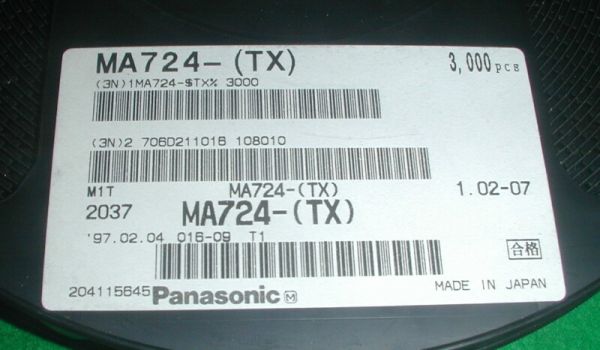 MA724-(TX) 3,000pcs
(3N)1MA724-$TX% 3000
(3N)2 706D211016 108010
M1T MA724-(TX) 1.02-07
2037 MA724-(TX)
'97.02.04 016-09 T1
合格
204115645 Panasonic M MADE IN JAPAN